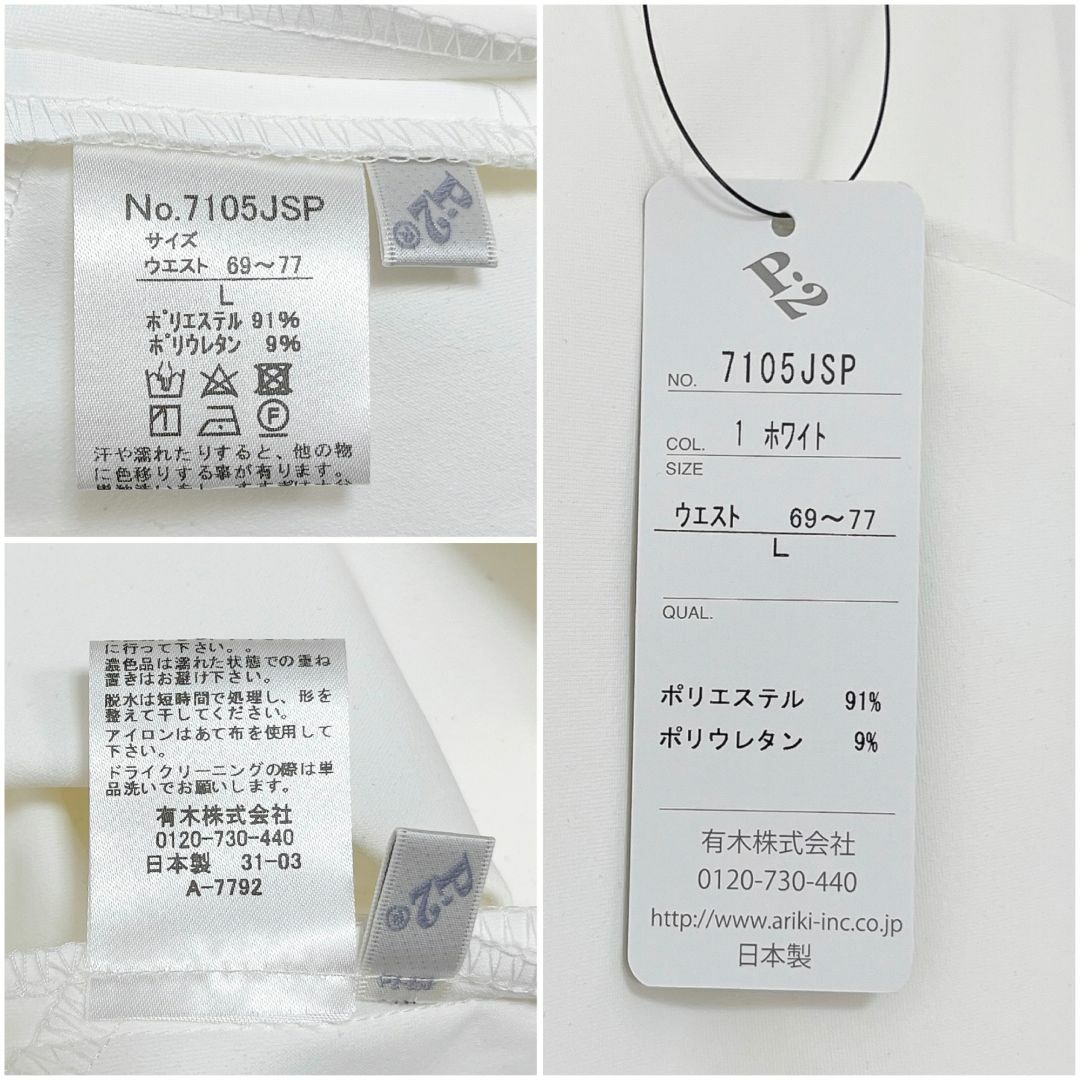 No.7105JSP
サイズ
ウエスト 69～77
L
ポリエステル 91%
ポリウレタン 9%
F
汗や濡れたりすると、他の物
に色移りする事が有ります。
P.2®
に行って下さい。。
濃色品は濡れた状態での重ね
置きはお避け下さい。
脱水は短時間で処理し、形を
整えて干してください。
アイロンはあて布を使用して
下さい。
ドライクリーニングの際は単
品洗いでお願いします。
有木株式会社
0120-730-440
日本製 31-03
A-7792
P.2®
P.2
NO. 7105JSP
COL. 1 ホワイト
SIZE
ウエスト 69～77
L
QUAL.
ポリエステル 91%
ポリウレタン 9%
有木株式会社
0120-730-440
http://www.ariki-inc.co.jp
日本製